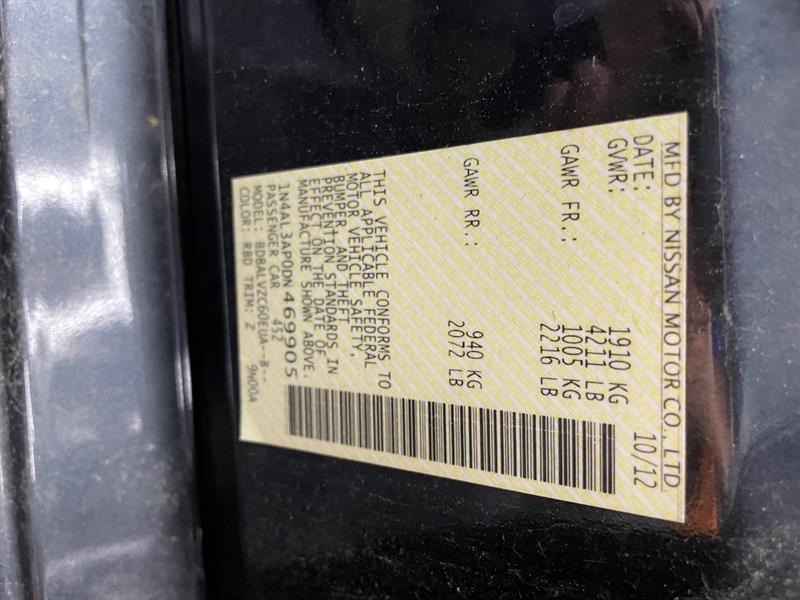 MFD BY NISSAN MOTOR CO., LTD
DATE: 10/12
GVWR: 1910 KG
4211 LB
GAWR FR.: 1005 KG
2216 LB
GAWR RR.: 940 KG
2072 LB
THIS VEHICLE CONFORMS TO
ALL APPLICABLE FEDERAL
MOTOR VEHICLE SAFETY,
BUMPER, AND THEFT
PREVENTION STANDARDS IN
EFFECT ON THE DATE OF
MANUFACTURE SHOWN ABOVE.
1N4AL3AP0DN469905
PASSENGER CAR 452
MODEL: BDBALVZC60EUA--B-- 9N00A
COLOR: RBD TRIM: Z